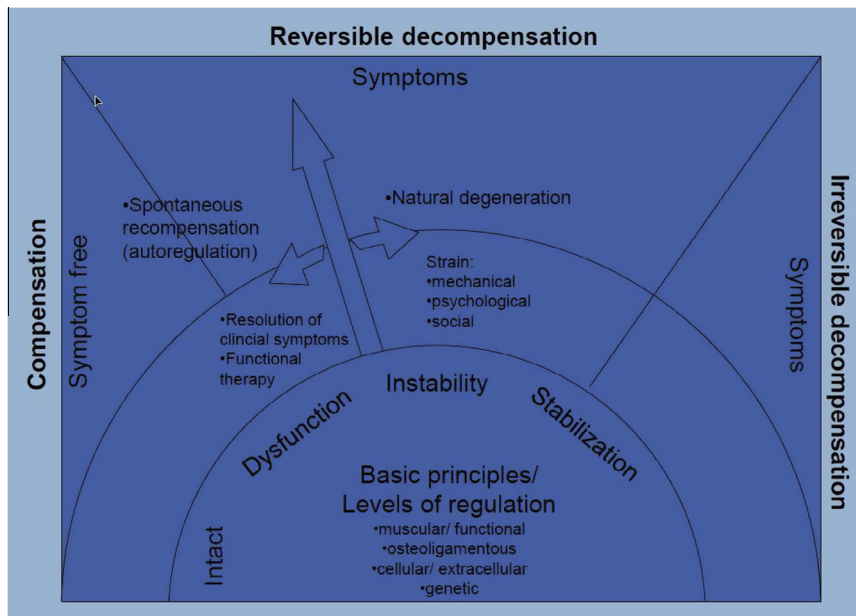 Reversible decompensation
Symptoms
•Spontaneous
recompensation
(autoregulation)
•Natural degeneration
Compensation
Symptom free
Irreversible decompensation
Symptoms
Strain:
•mechanical
•psychological
•social
•Resolution of
clincial symptoms
•Functional
therapy
Dysfunction
Instability
Stabilization
Intact
Basic principles/
Levels of regulation
•muscular/ functional
•osteoligamentous
•cellular/ extracellular
•genetic